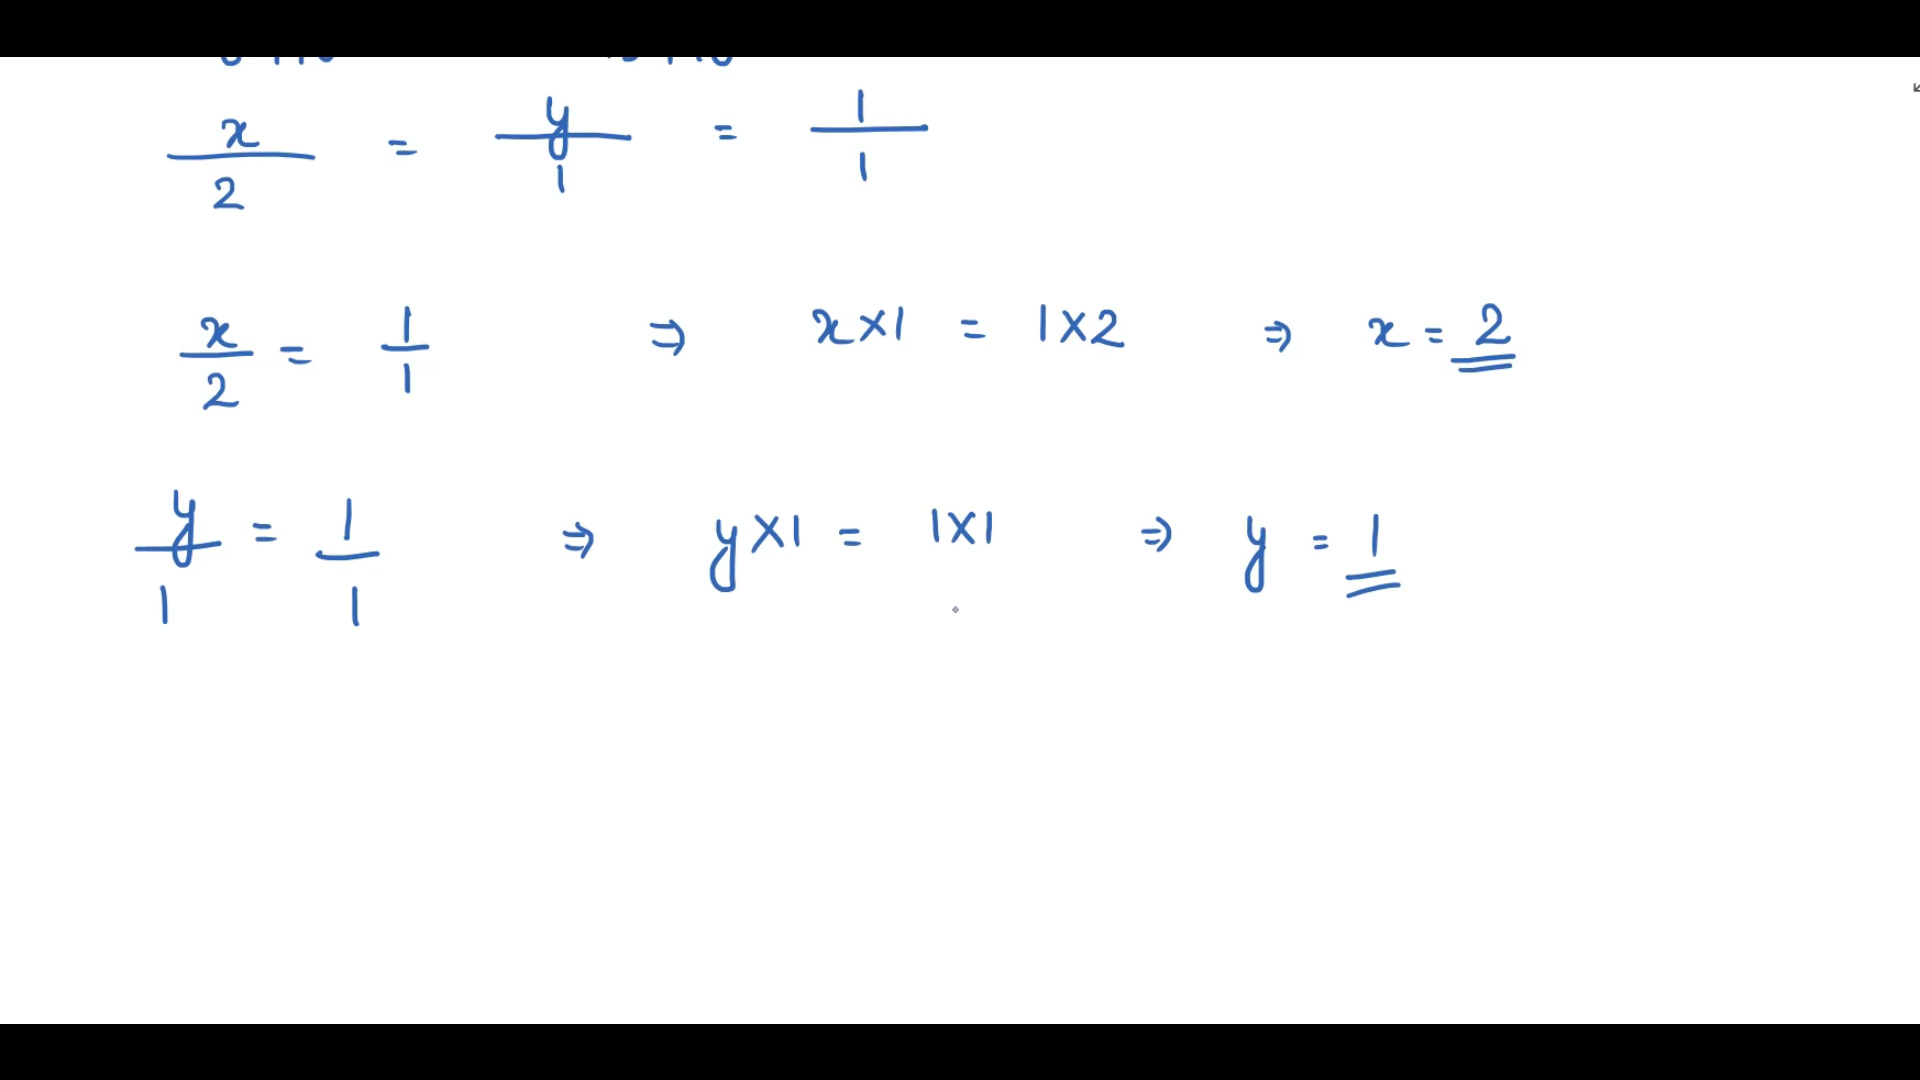 x/2 = y/1 = 1/1
x/2 = 1/1 ⇒ x×1 = 1×2 ⇒ x = 2
y/1 = 1/1 ⇒ y×1 = 1×1 ⇒ y = 1